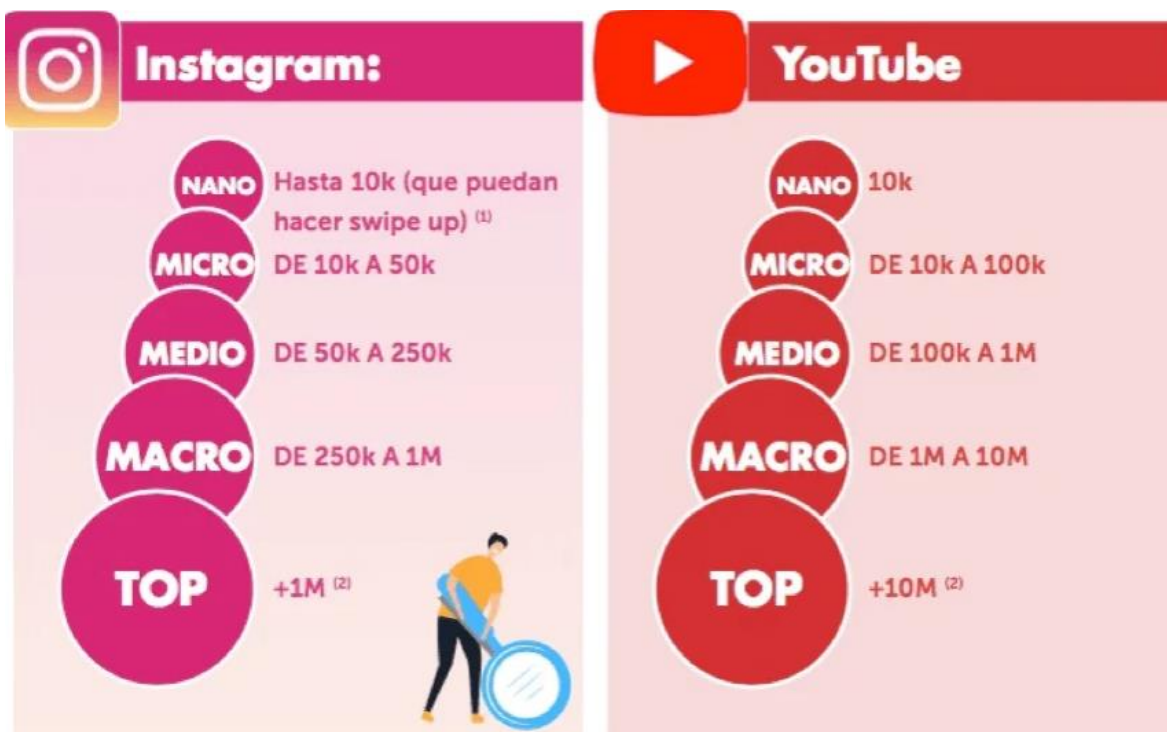 Instagram:
NANO Hasta 10k (que puedan
hacer swipe up) (1)
MICRO DE 10k A 50k
MEDIO DE 50k A 250k
MACRO DE 250k A 1M
TOP +1M (2)
YouTube
NANO 10k
MICRO DE 10k A 100k
MEDIO DE 100k A 1M
MACRO DE 1M A 10M
TOP +10M (2)